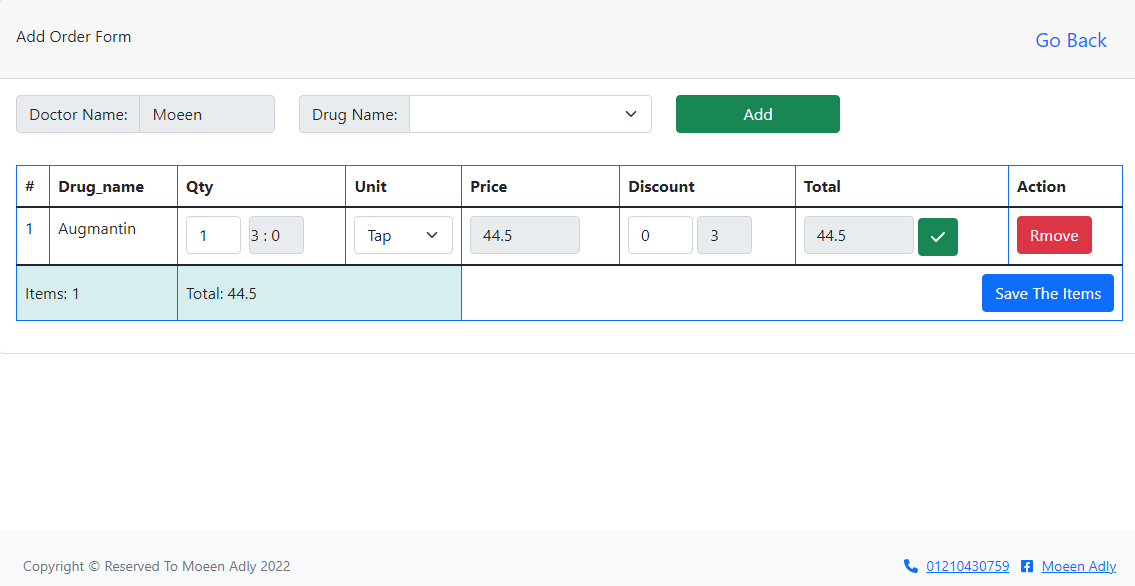 Add Order Form
Go Back
Doctor Name: Moeen Drug Name: Add
# Drug_name Qty Unit Price Discount Total Action
1 Augmantin 1 3 : 0 Tap 44.5 0 3 44.5 Rmove
Items: 1 Total: 44.5 Save The Items
Copyright © Reserved To Moeen Adly 2022 01210430759 Moeen Adly